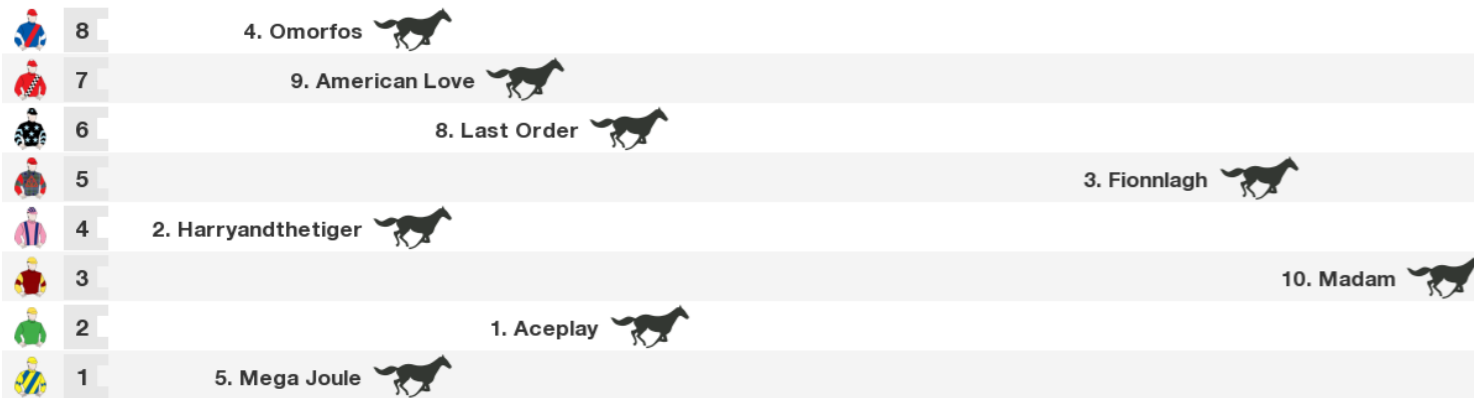 8 4. Omorfos
7 9. American Love
6 8. Last Order
5 3. Fionnlagh
4 2. Harryandthetiger
3 10. Madam
2 1. Aceplay
1 5. Mega Joule